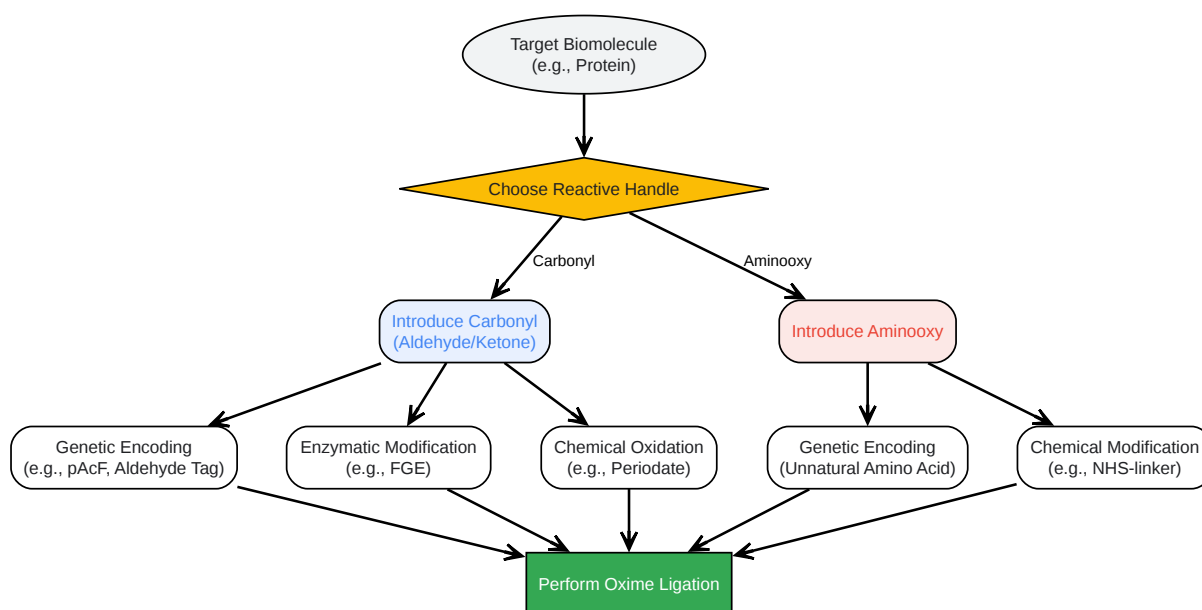 Target Biomolecule
(e.g., Protein)
Choose Reactive Handle
Carbonyl
Aminooxy
Introduce Carbonyl
(Aldehyde/Ketone)
Introduce Aminooxy
Genetic Encoding
(e.g., pAcF, Aldehyde Tag)
Enzymatic Modification
(e.g., FGE)
Chemical Oxidation
(e.g., Periodate)
Genetic Encoding
(Unnatural Amino Acid)
Chemical Modification
(e.g., NHS-linker)
Perform Oxime Ligation